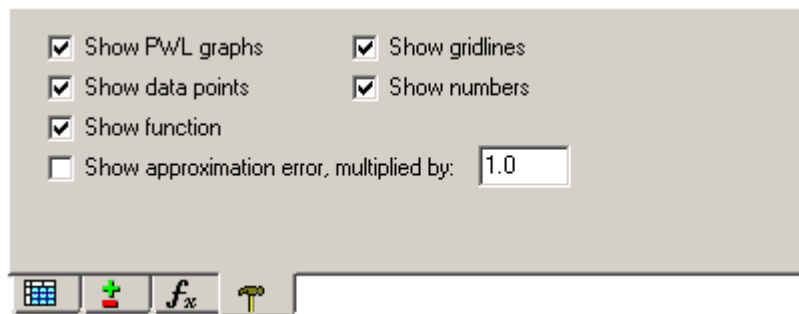 Show PWL graphs
Show gridlines
Show data points
Show numbers
Show function
Show approximation error, multiplied by: 1.0
fx